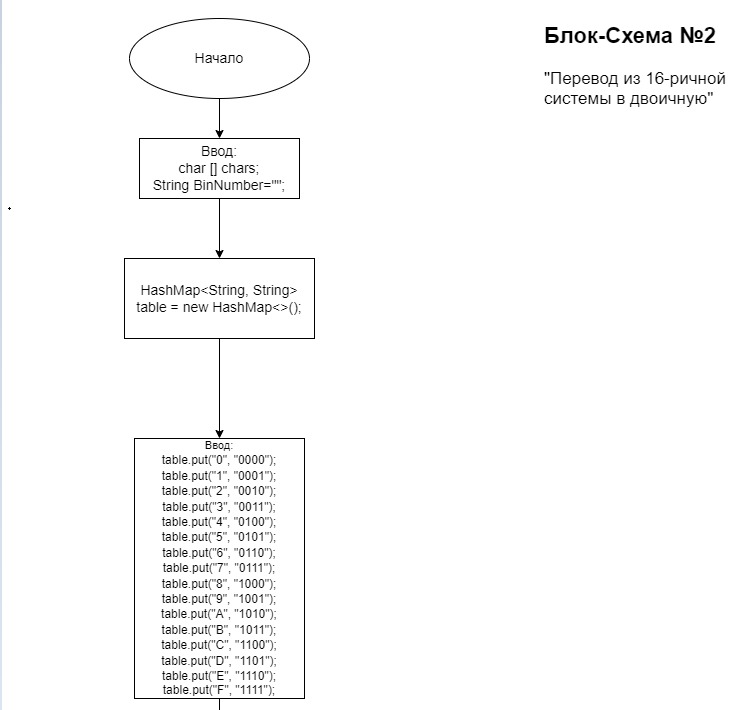 Блок-Схема №2
"Перевод из 16-ричной
системы в двоичную"
Начало
Ввод:
char [] chars;
String BinNumber="";
HashMap<String, String>
table = new HashMap<>();
Ввод:
table.put("0", "0000");
table.put("1", "0001");
table.put("2", "0010");
table.put("3", "0011");
table.put("4", "0100");
table.put("5", "0101");
table.put("6", "0110");
table.put("7", "0111");
table.put("8", "1000");
table.put("9", "1001");
table.put("A", "1010");
table.put("B", "1011");
table.put("C", "1100");
table.put("D", "1101");
table.put("E", "1110");
table.put("F", "1111");